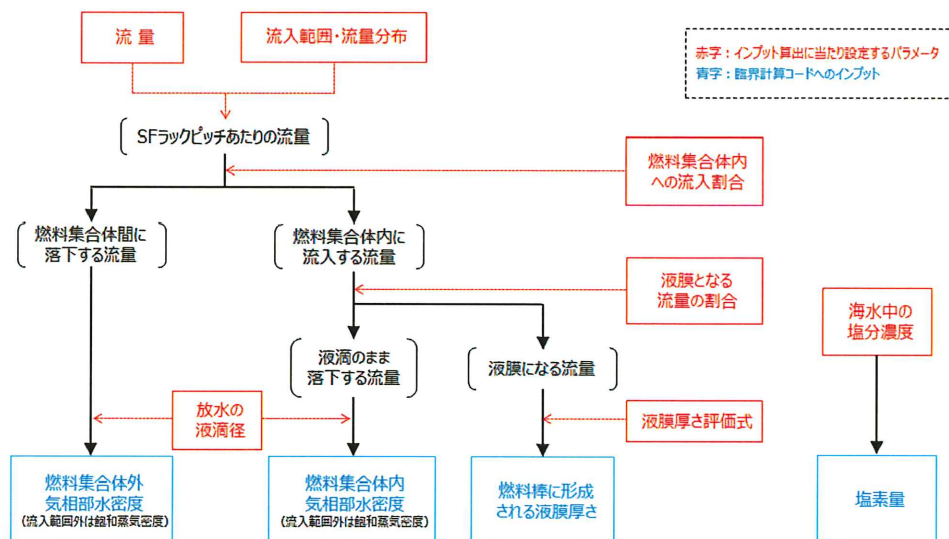 流 量
流入範囲・流量分布
赤字：インプット算出に当たり設定するパラメータ
青字：臨界計算コードへのインプット
SFラックピッチあたりの流量
燃料集合体内
への流入割合
燃料集合体間に
落下する流量
燃料集合体内に
流入する流量
液膜となる
流量の割合
海水中の
塩分濃度
液滴のまま
落下する流量
液膜になる流量
放水の
液滴径
液膜厚さ評価式
燃料集合体外
気相部水密度
(流入範囲外は飽和蒸気密度)
燃料集合体内
気相部水密度
(流入範囲外は飽和蒸気密度)
燃料棒に形成
される液膜厚さ
塩素量